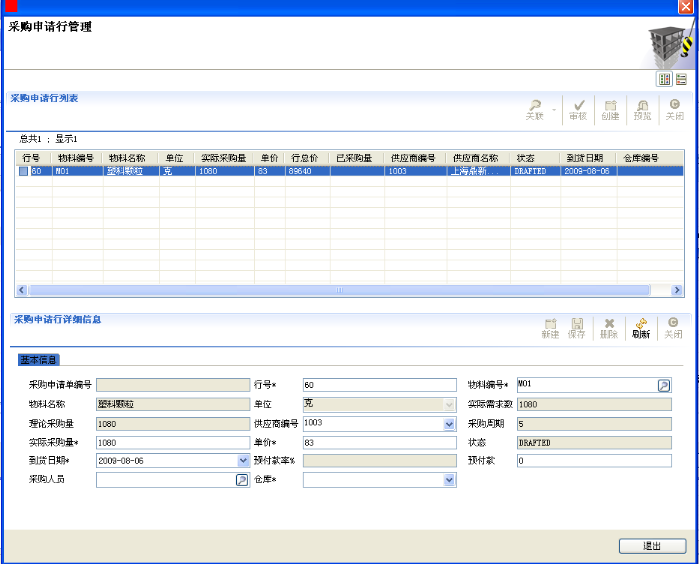 采购申请行管理
采购申请行列表
关联 审核 创建 预览 关闭
总共1 ; 显示1
行号 物料编号 物料名称 单位 实际采购量 单价 行总价 已采购量 供应商编号 供应商名称 状态 到货日期 仓库编号
60 M01 塑料颗粒 克 1080 83 89640 1003 上海鼎新... DRAFTED 2009-08-06
采购申请行详细信息
新建 保存 删除 刷新 关闭
基本信息
采购申请单编号 行号* 60 物料编号* M01
物料名称 塑料颗粒 单位 克 实际需求数 1080
理论采购量 1080 供应商编号 1003 采购周期 5
实际采购量* 1080 单价* 83 状态 DRAFTED
到货日期* 2009-08-06 预付款率% 预付款 0
采购人员 仓库*
退出